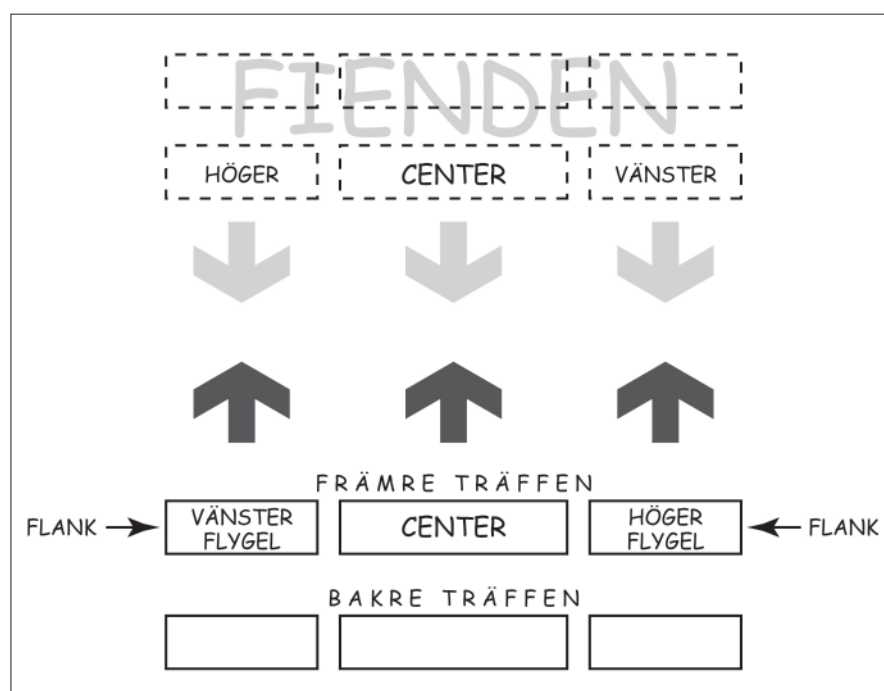 FIENDEN
HÖGER
CENTER
VÄNSTER
FRÄMRE TRÄFFEN
FLANK
VÄNSTER
FLYGEL
CENTER
HÖGER
FLYGEL
FLANK
BAKRE TRÄFFEN